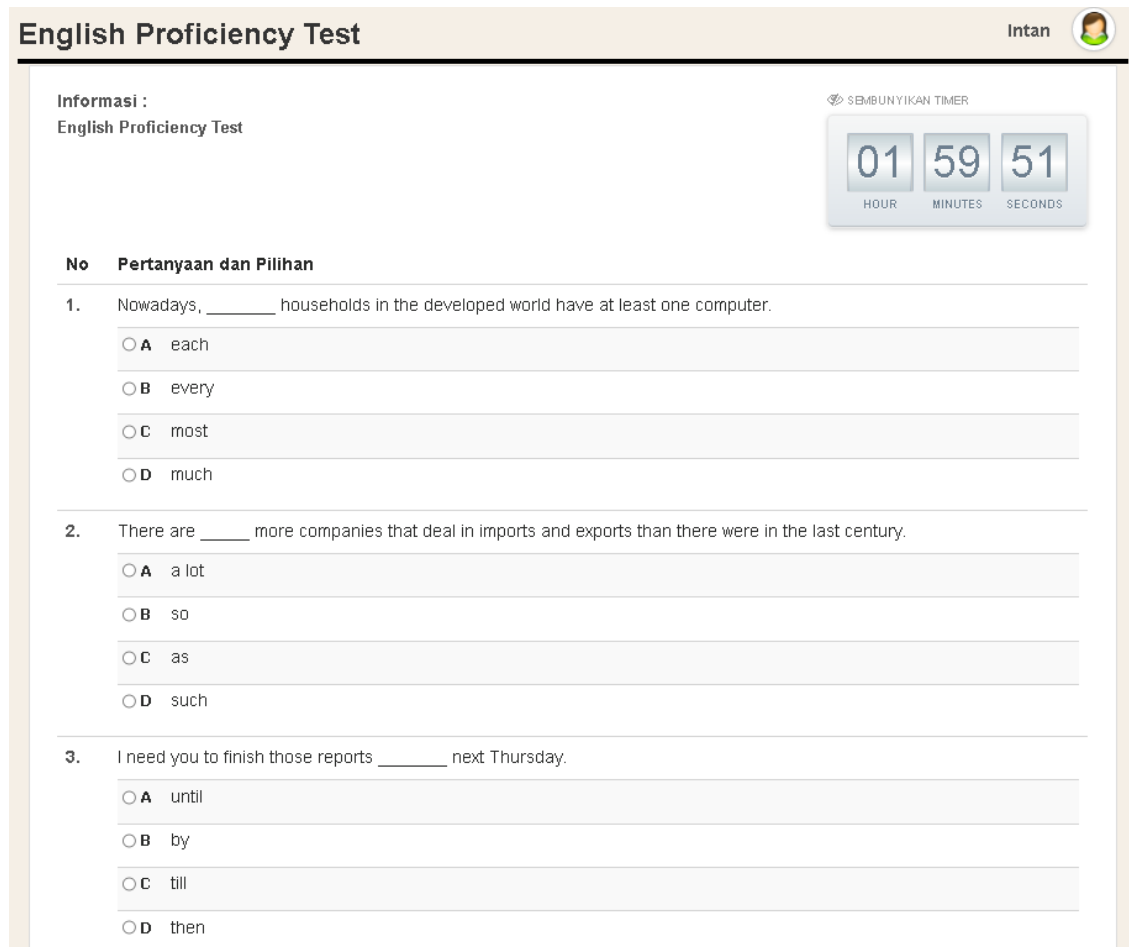 English Proficiency Test
Intan
Informasi :
English Proficiency Test
SEMBUNYIKAN TIMER
01 59 51
HOUR MINUTES SECONDS
No Pertanyaan dan Pilihan
1. Nowadays, ________ households in the developed world have at least one computer.
A each
B every
C most
D much
2. There are ______ more companies that deal in imports and exports than there were in the last century.
A a lot
B so
C as
D such
3. I need you to finish those reports ________ next Thursday.
A until
B by
C till
D then